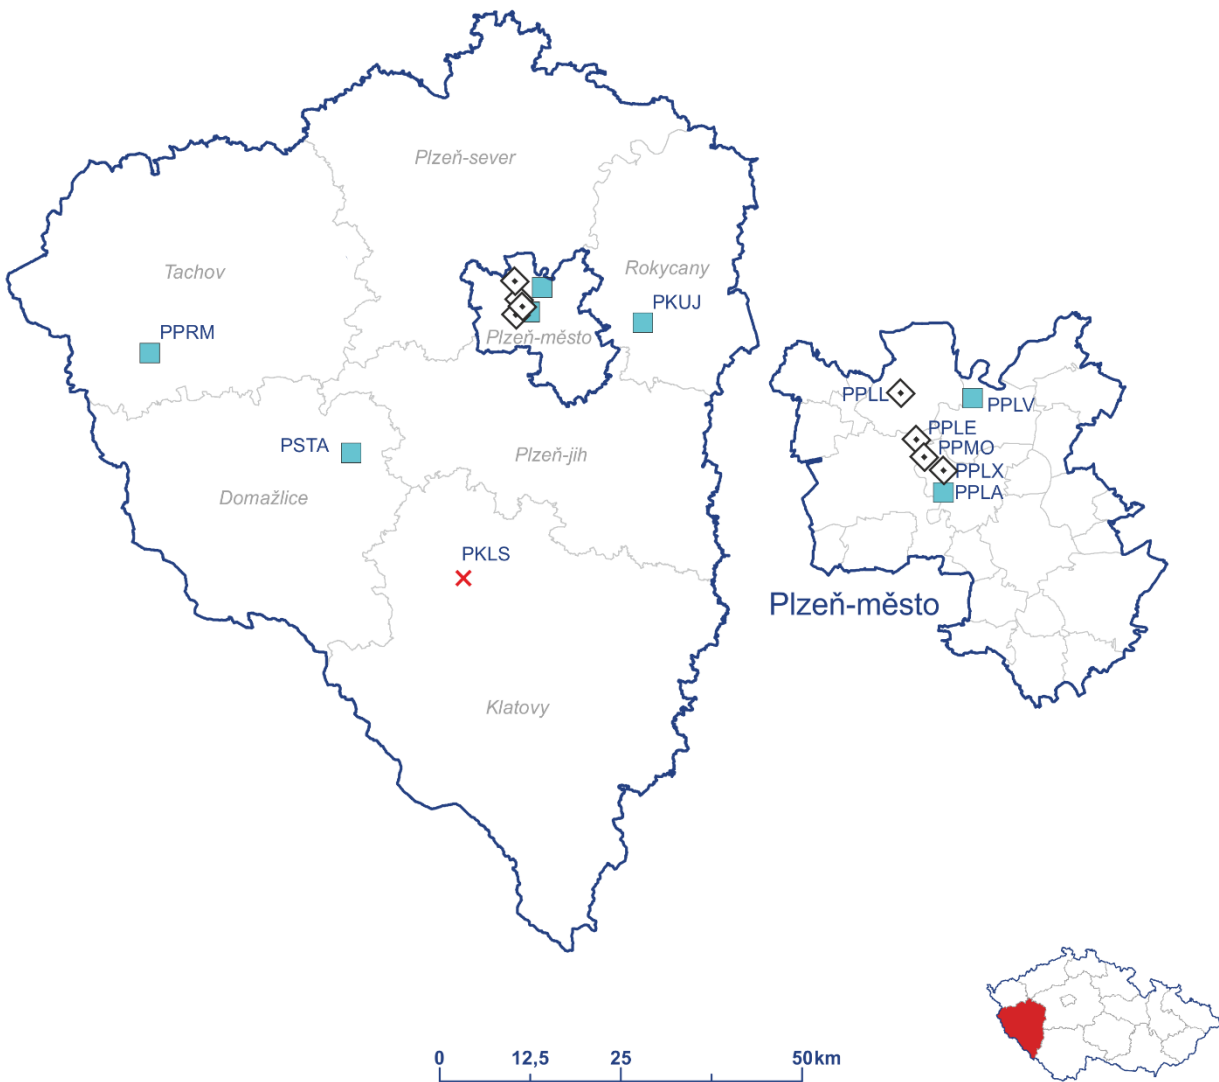 Plzeň-sever
Tachov
Rokycany
PKUJ
PPRM
Plzeň-město
PPLL
PPLV
PPLE
PPMO
PSTA
Plzeň-jih
PPLX
Domažlice
PPLA
PKLS
Plzeň-město
Klatovy
0 12,5 25 50km